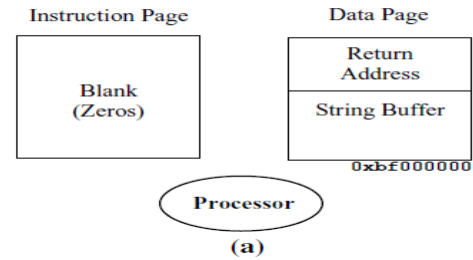 Instruction Page
Data Page
Blank
(Zeros)
Return
Address
String Buffer
0xbf000000
Processor
(a)